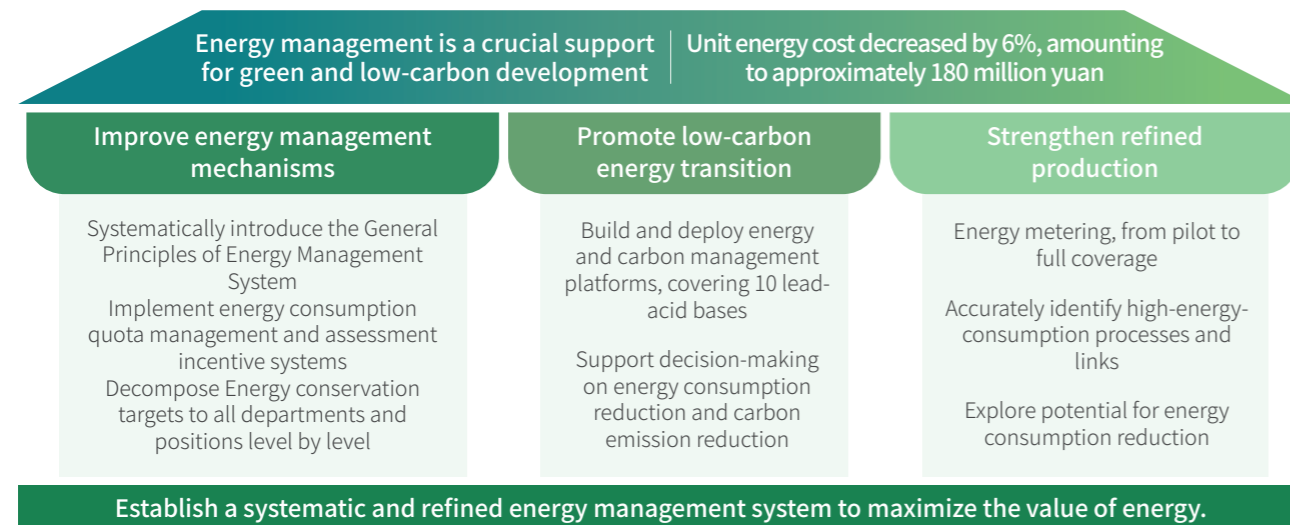 Energy management is a crucial support
for green and low-carbon development
Unit energy cost decreased by 6%, amounting
to approximately 180 million yuan
Improve energy management
mechanisms
Systematically introduce the General
Principles of Energy Management
System
Implement energy consumption
quota management and assessment
incentive systems
Decompose Energy conservation
targets to all departments and
positions level by level
Promote low-carbon
energy transition
Build and deploy energy
and carbon management
platforms, covering 10 lead-
acid bases
Support decision-making
on energy consumption
reduction and carbon
emission reduction
Strengthen refined
production
Energy metering, from pilot to
full coverage
Accurately identify high-energy-
consumption processes and
links
Explore potential for energy
consumption reduction
Establish a systematic and refined energy management system to maximize the value of energy.